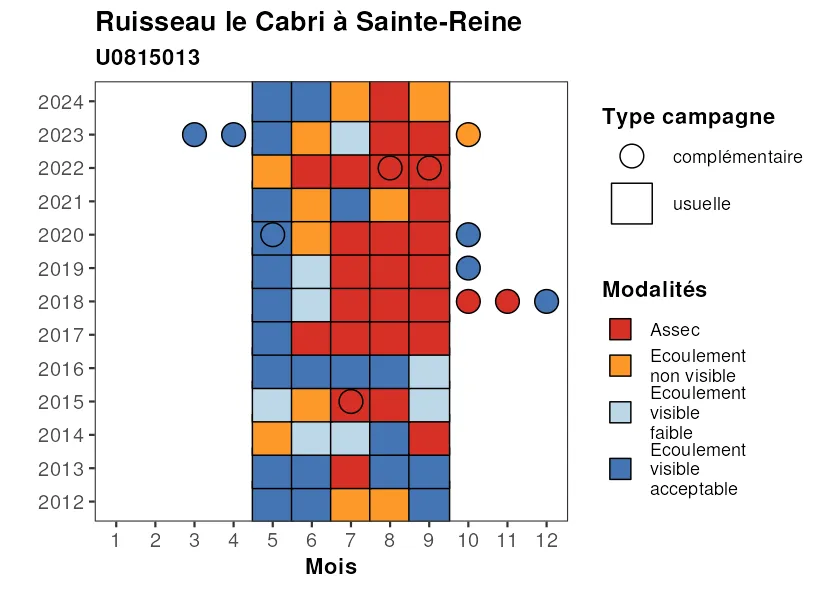 Ruisseau le Cabri à Sainte-Reine
U0815013
2024
2023
2022
2021
2020
2019
2018
2017
2016
2015
2014
2013
2012
1 2 3 4 5 6 7 8 9 10 11 12
Mois
Type campagne
complémentaire
usuelle
Modalités
Assec
Ecoulement
non visible
Ecoulement
visible
faible
Ecoulement
visible
acceptable